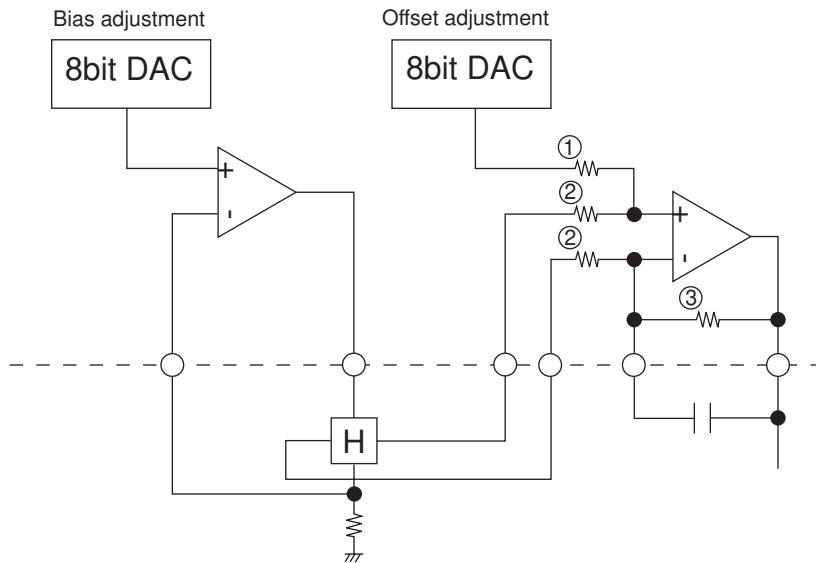 Bias adjustment
Offset adjustment
8bit DAC
8bit DAC
①
+
②
+
-
②
-
③
H